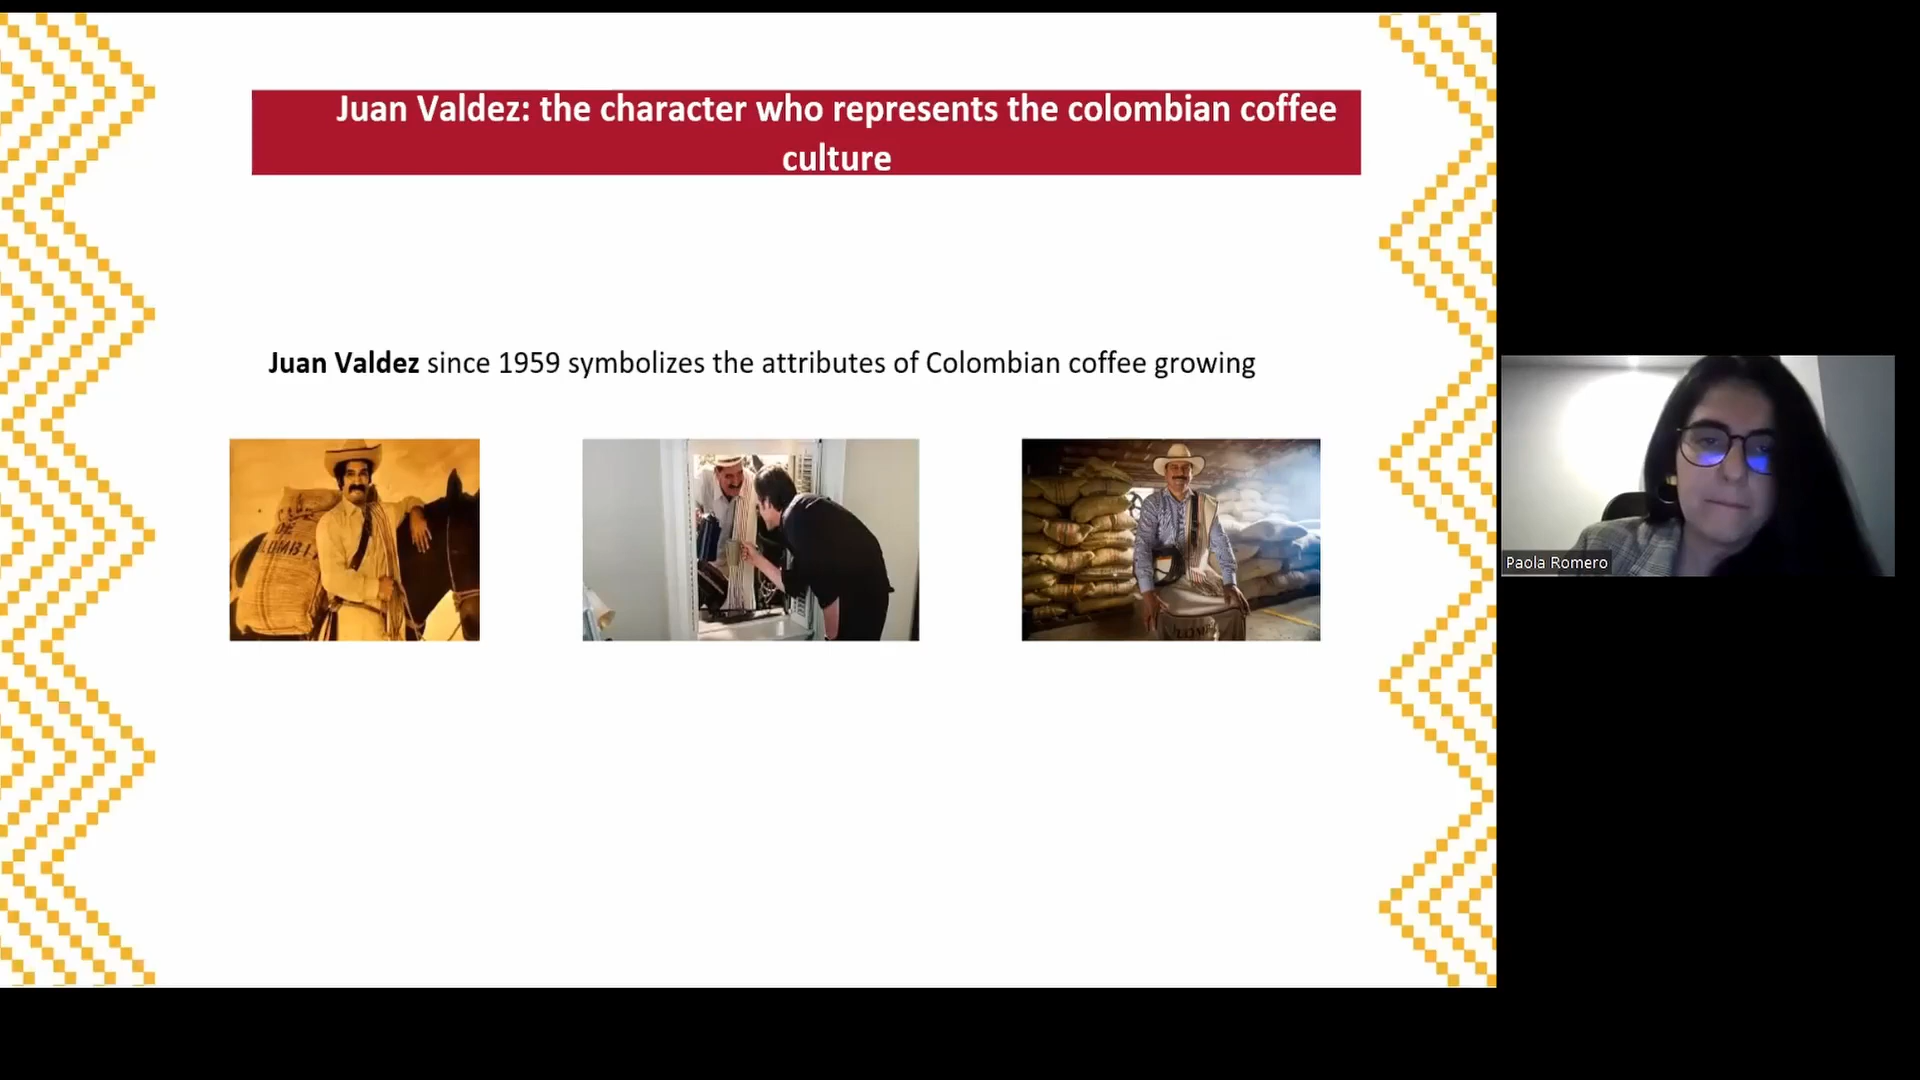 Juan Valdez: the character who represents the colombian coffee
culture
Juan Valdez since 1959 symbolizes the attributes of Colombian coffee growing
DE
Paola Romero